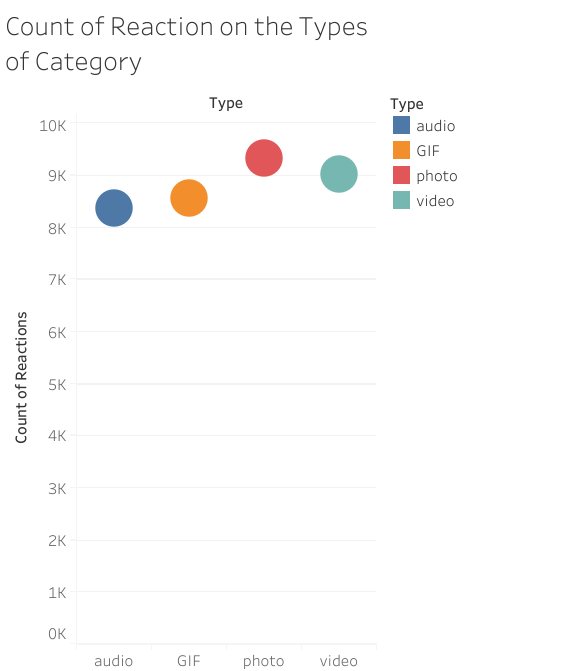 Count of Reaction on the Types
of Category
Type
Type
audio
GIF
photo
video
10K
9K
8K
7K
6K
5K
4K
3K
2K
1K
0K
Count of Reactions
audio GIF photo video